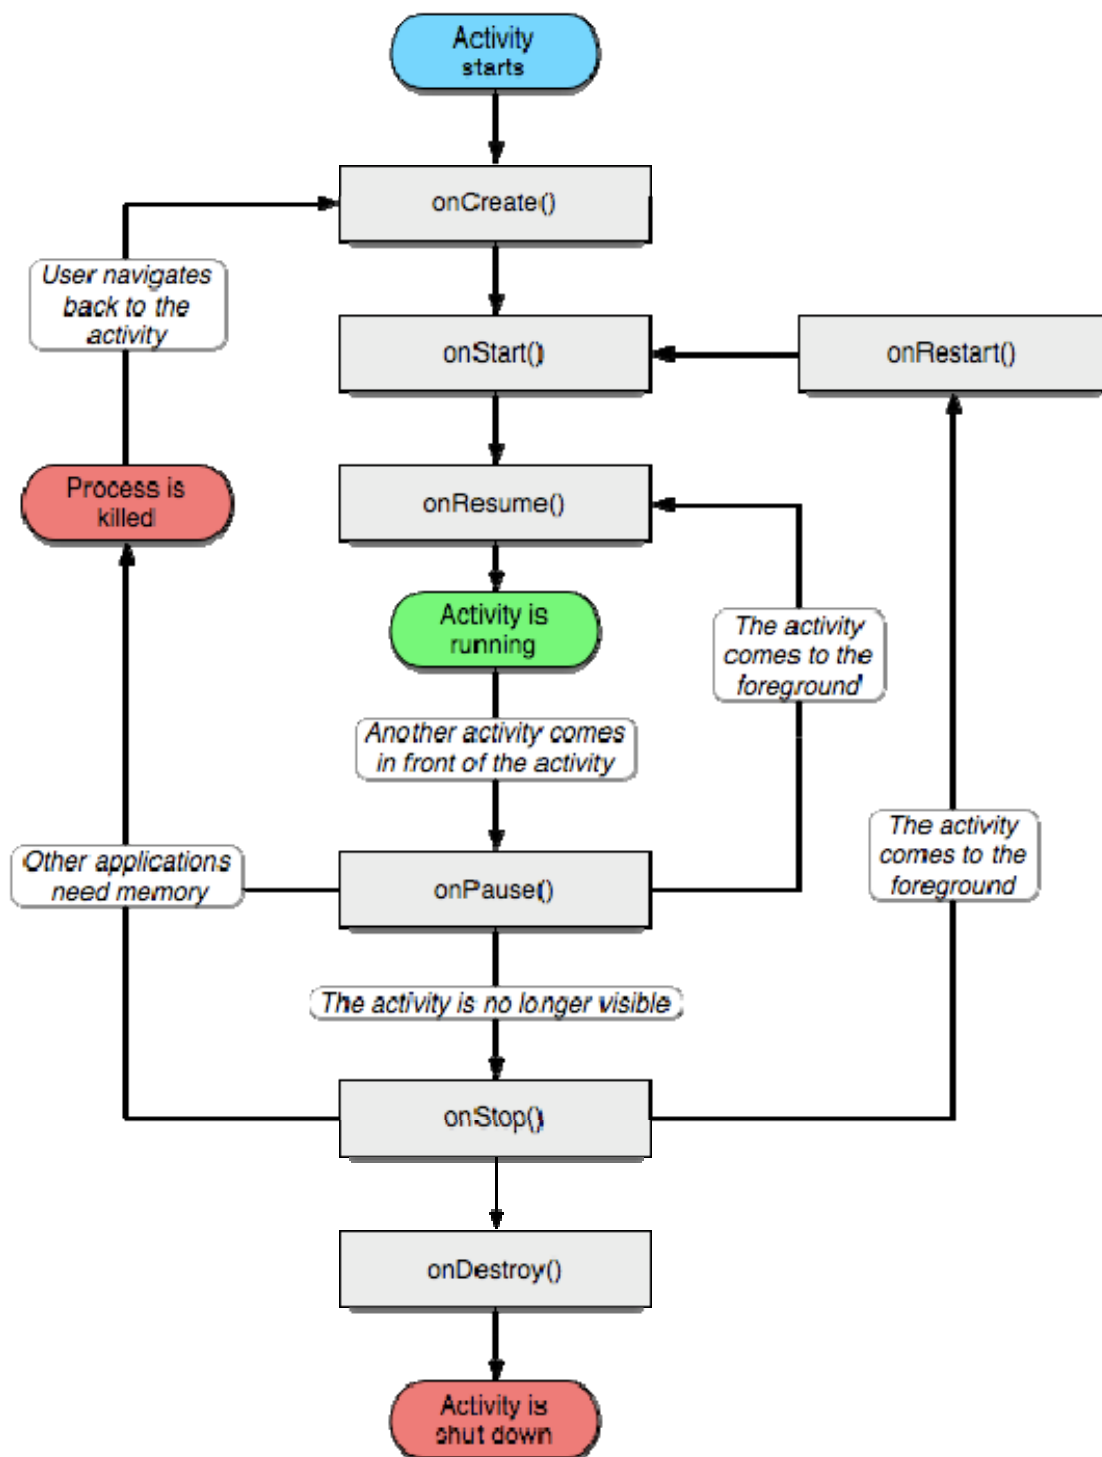 Activity
starts
onCreate()
User navigates
back to the
activity
onStart()
onRestart()
Process is
killed
onResume()
Activity is
running
The activity
comes to the
foreground
Another activity comes
in front of the activity
The activity
comes to the
foreground
Other applications
need memory
onPause()
The activity is no longer visible
onStop()
onDestroy()
Activity is
shut down